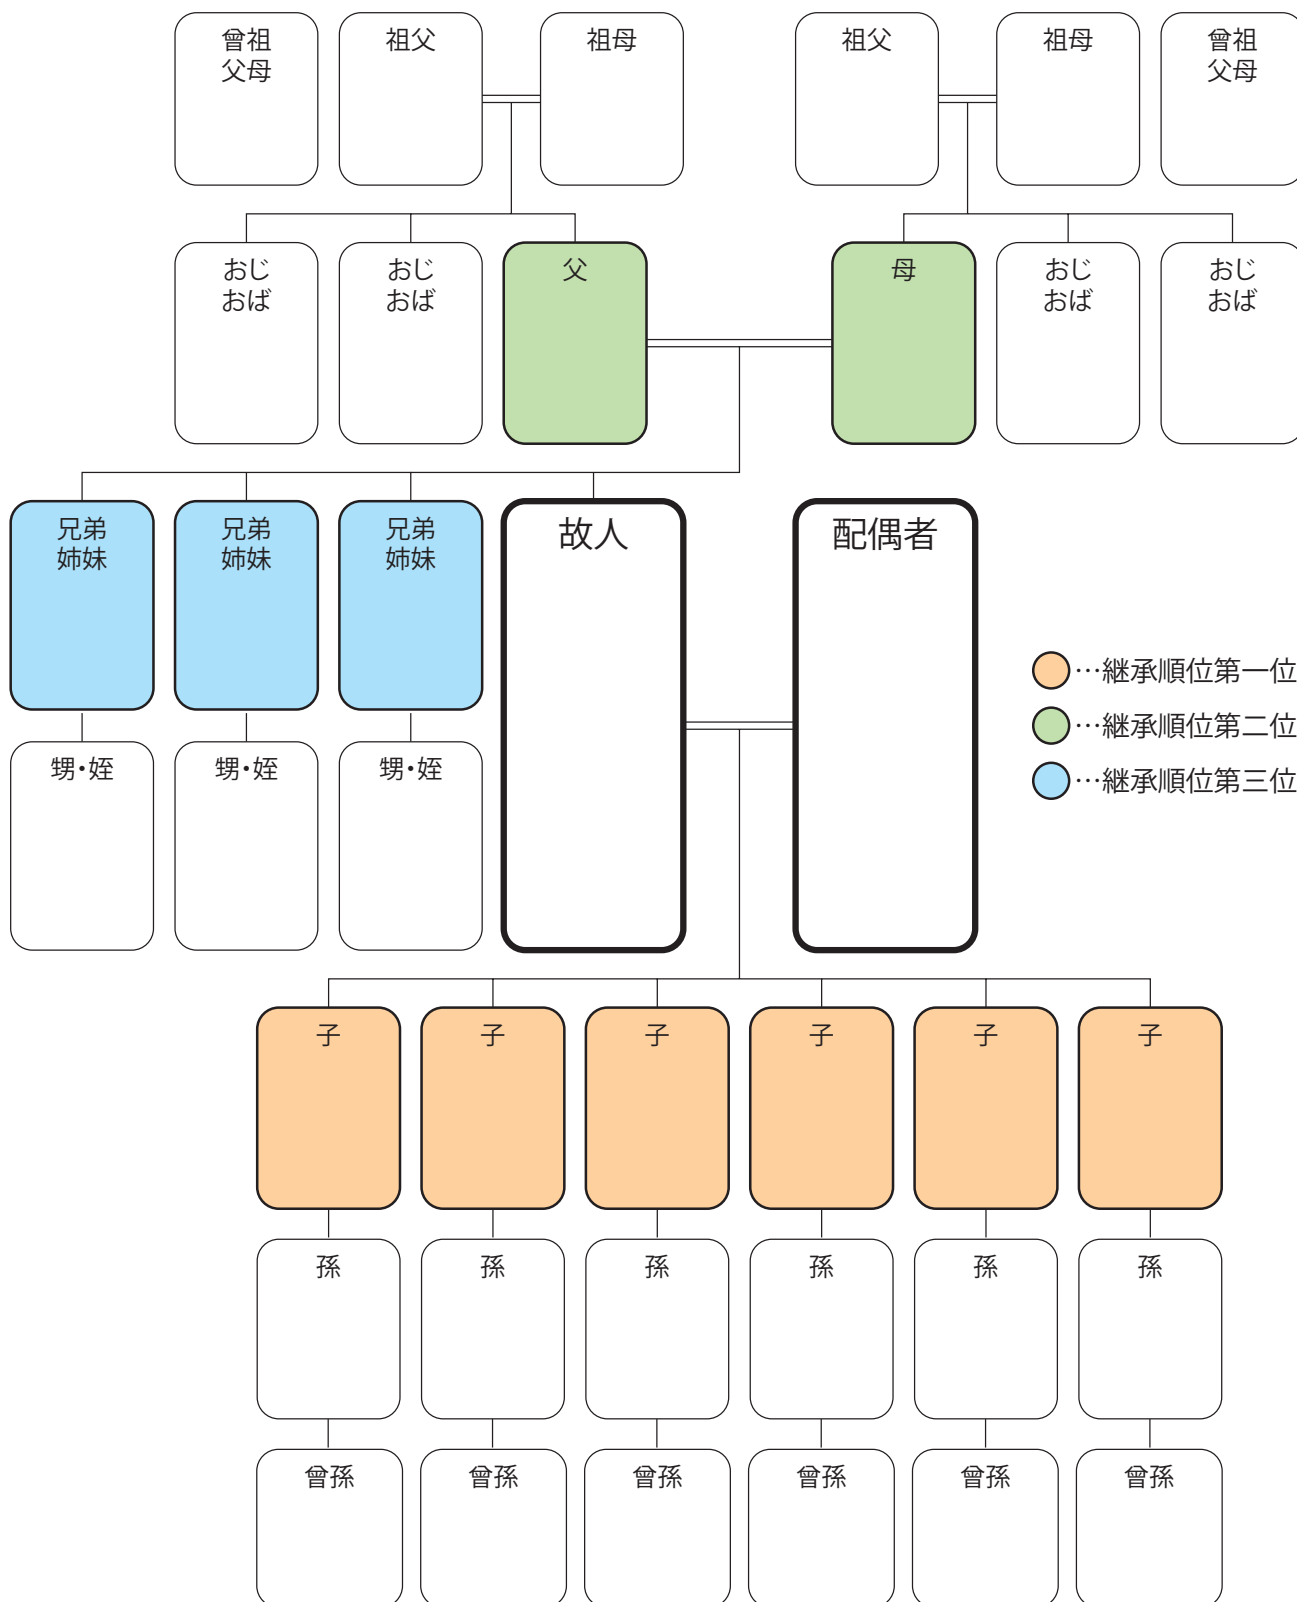 曾祖
父母
祖父
祖母
祖父
祖母
曾祖
父母
おじ
おば
おじ
おば
父
母
おじ
おば
おじ
おば
兄弟
姉妹
兄弟
姉妹
兄弟
姉妹
故人
配偶者
…継承順位第一位
…継承順位第二位
…継承順位第三位
甥・姪
甥・姪
甥・姪
子
子
子
子
子
子
孫
孫
孫
孫
孫
孫
曾孫
曾孫
曾孫
曾孫
曾孫
曾孫